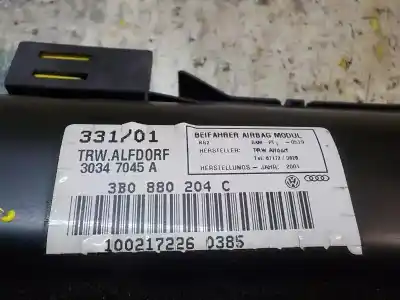 331/01
TRW.ALFDORF
3034 7045 A
BEIFAHRER AIRBAG MODUL
HERSTELLER: TRW Alfdorf
HERSTELLUNGS - JAHR: 2001
3B0 880 204 C
100217226 0385